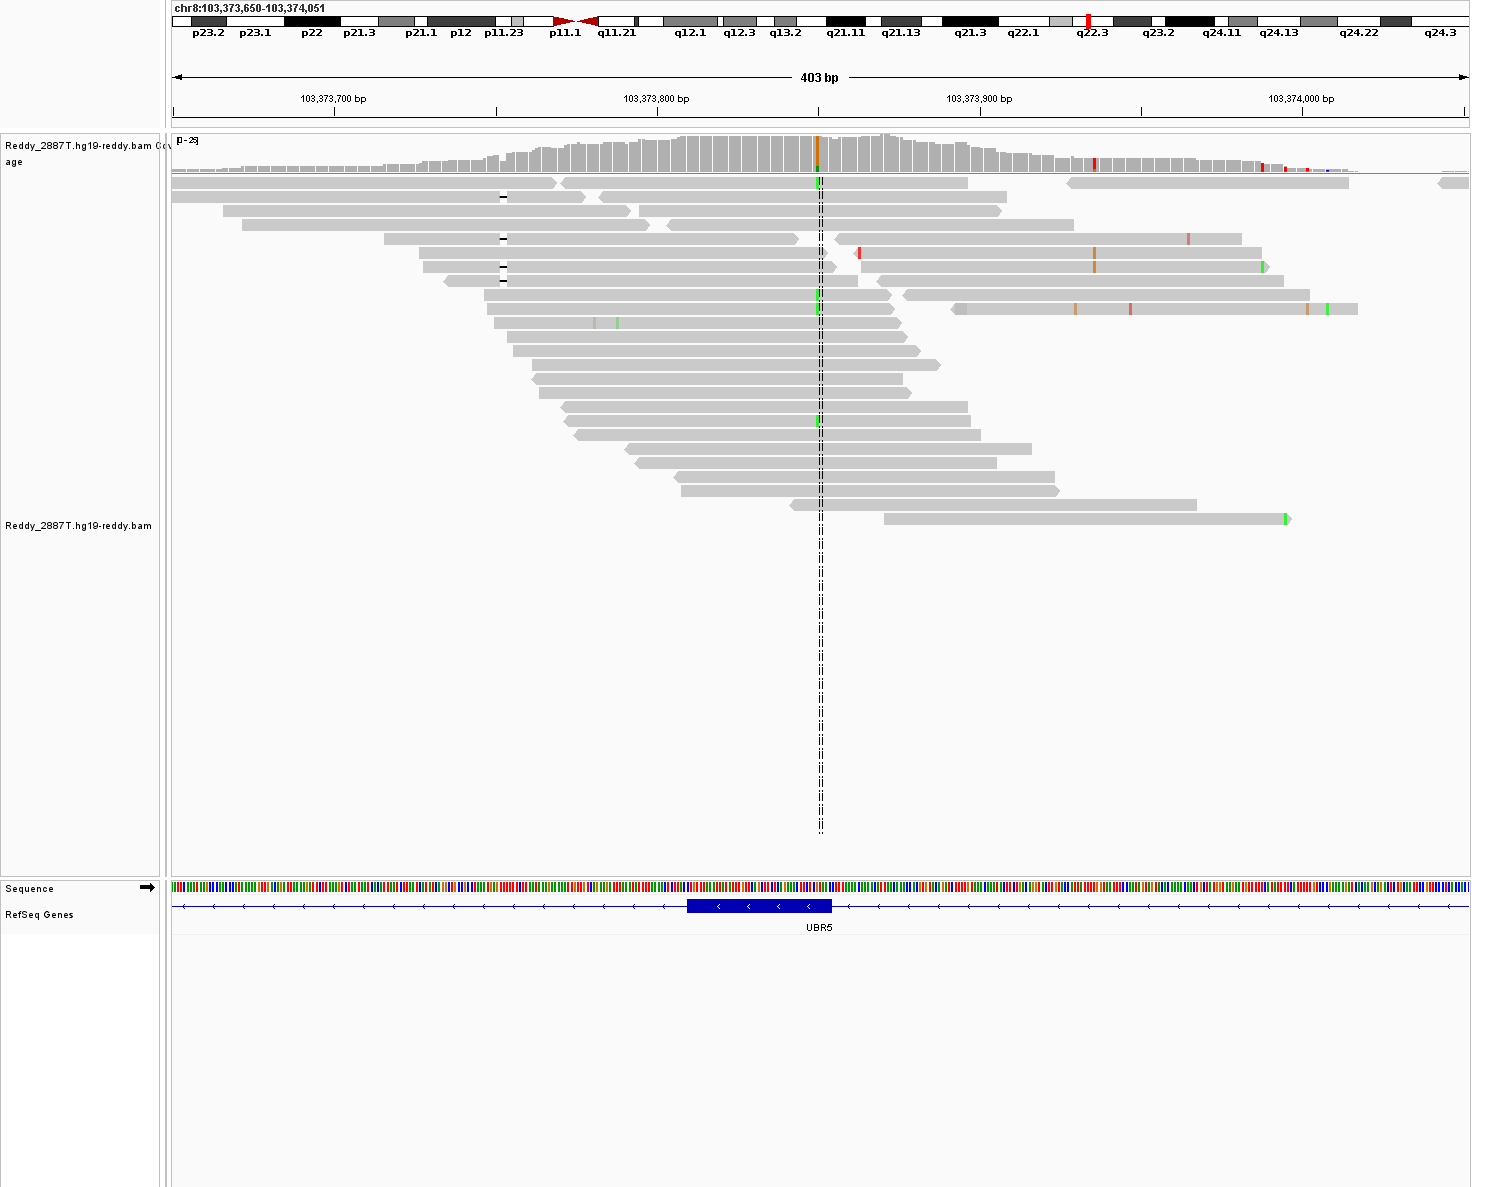 chr8:103,373,650-103,374,051
p23.2 p23.1 p22 p21.3 p21.1 p12 p11.23 p11.1 q11.21 q12.1 q12.3 q13.2 q21.11 q21.13 q21.3 q22.1 q22.3 q23.2 q24.11 q24.13 q24.22 q24.3
403 bp
103,373,700 bp 103,373,800 bp 103,373,900 bp 103,374,000 bp
Reddy_2887T.hg19-reddy.bam Cov
age
Reddy_2887T.hg19-reddy.bam
Sequence
RefSeq Genes
UBR5